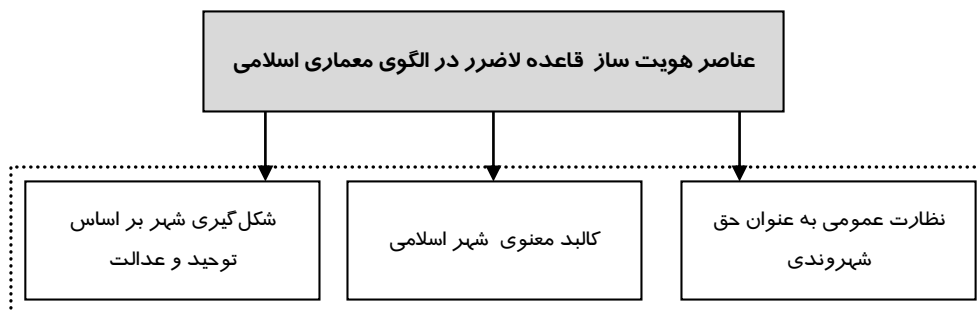 عناصر هویت ساز قاعده لاضرر در الگوی معماری اسلامی
نظارت عمومی به عنوان حق
شهروندی
کالبد معنوی شهر اسلامی
شکل‌گیری شهر بر اساس
توحید و عدالت